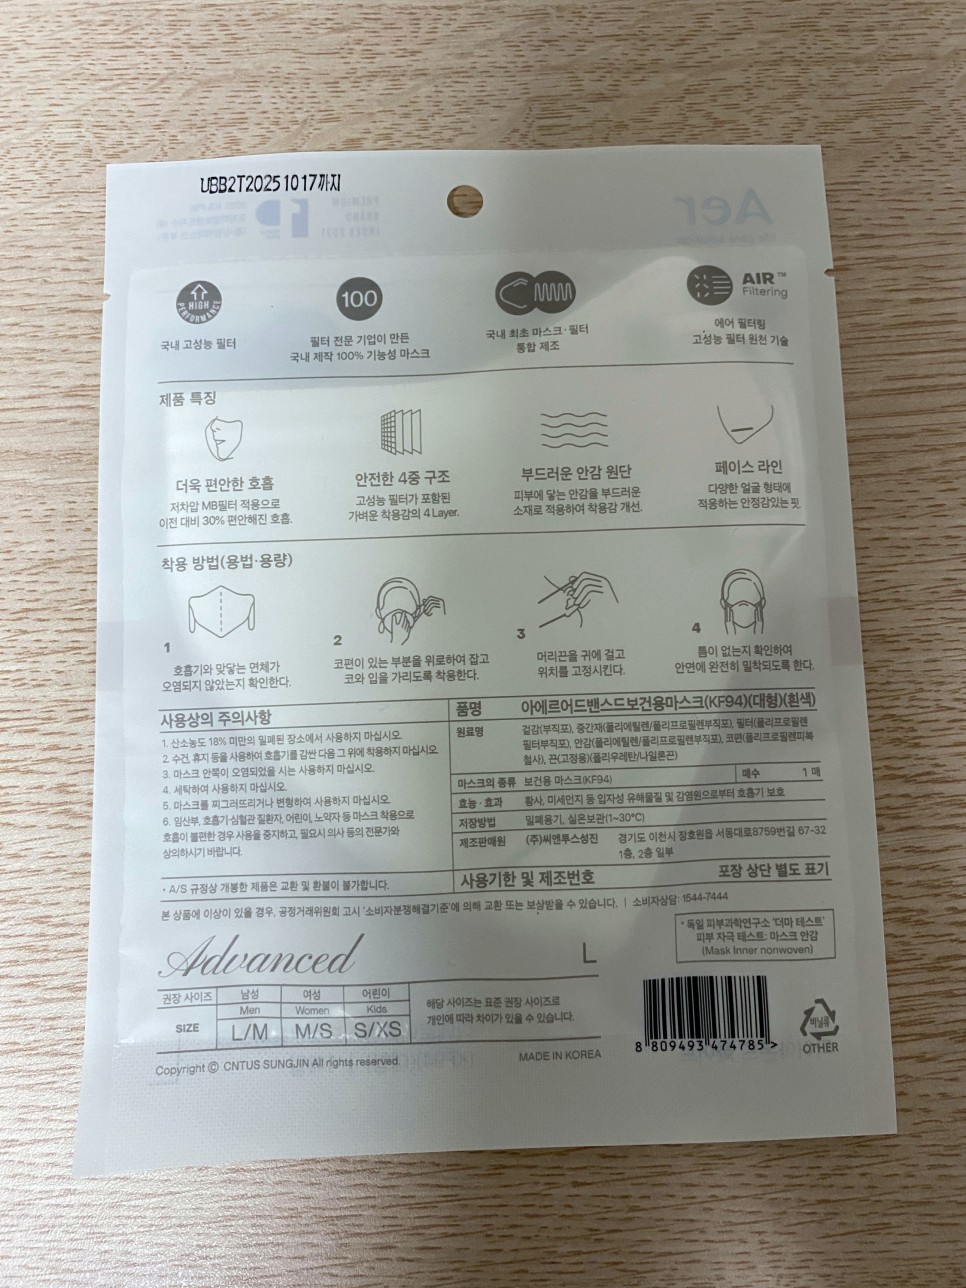 UBB2T20251017까지
Aer
PREMIUM
BRAND
INDEX 2021
HIGH
PERFORMANCE
국내 고성능 필터
100
필터 전문 기업이 만든
국내 제작 100% 기능성 마스크
국내 최초 마스크·필터
통합 제조
AIR™
Filtering
에어 필터링
고성능 필터 원천 기술
제품 특징
더욱 편안한 호흡
저차압 MB필터 적용으로
이전 대비 30% 편안해진 호흡.
안전한 4중 구조
고성능 필터가 포함된
가벼운 착용감의 4 Layer.
부드러운 안감 원단
피부에 닿는 안감을 부드러운
소재로 적용하여 착용감 개선.
페이스 라인
다양한 얼굴 형태에
적용하는 안정감있는 핏.
착용 방법(용법·용량)
1
호흡기와 맞닿는 면체가
오염되지 않았는지 확인한다.
2
코편이 있는 부분을 위로하여 잡고
코와 입을 가리도록 착용한다.
3
머리끈을 귀에 걸고
위치를 고정시킨다.
4
틈이 없는지 확인하여
안면에 완전히 밀착되도록 한다.
사용상의 주의사항
1. 산소농도 18% 미만의 밀폐된 장소에서 사용하지 마십시오.
2. 수건, 휴지 등을 사용하여 호흡기를 감싼 다음 그 위에 착용하지 마십시오.
3. 마스크 안쪽이 오염되었을 시는 사용하지 마십시오.
4. 세탁하여 사용하지 마십시오.
5. 마스크를 찌그러뜨리거나 변형하여 사용하지 마십시오.
6. 임산부, 호흡기·심혈관 질환자, 어린이, 노약자 등 마스크 착용으로
호흡이 불편한 경우 사용을 중지하고, 필요시 의사 등의 전문가와
상의하시기 바랍니다.
· A/S 규정상 개봉한 제품은 교환 및 환불이 불가합니다.
품명 아에르어드밴스드보건용마스크(KF94)(대형)(흰색)
원료명 겉감(부직포), 중간재(폴리에틸렌/폴리프로필렌부직포), 필터(폴리프로필렌
필터부직포), 안감(폴리에틸렌/폴리프로필렌부직포), 코편(폴리프로필렌피복
철사), 끈(고정용)(폴리우레탄/나일론끈)
마스크의 종류 보건용 마스크(KF94) 매수 1 매
효능·효과 황사, 미세먼지 등 입자성 유해물질 및 감염원으로부터 호흡기 보호
저장방법 밀폐용기, 실온보관(1~30°C)
제조판매원 (주)씨앤투스성진 경기도 이천시 장호원읍 서동대로8759번길 67-32
1층, 2층 일부
사용기한 및 제조번호 포장 상단 별도 표기
본 상품에 이상이 있을 경우, 공정거래위원회 고시 '소비자분쟁해결기준'에 의해 교환 또는 보상받을 수 있습니다. | 소비자상담: 1544-7444
Advanced
L
* 독일 피부과학연구소 '더마 테스트'
피부 자극 테스트: 마스크 안감
(Mask Inner nonwoven)
권장 사이즈 남성 여성 어린이
Men Women Kids
SIZE L/M M/S S/XS
해당 사이즈는 표준 권장 사이즈로
개인에 따라 차이가 있을 수 있습니다.
8 809493 474785 >
비닐류
OTHER
Copyright ⓒ CNTUS SUNGJIN All rights reserved.
MADE IN KOREA